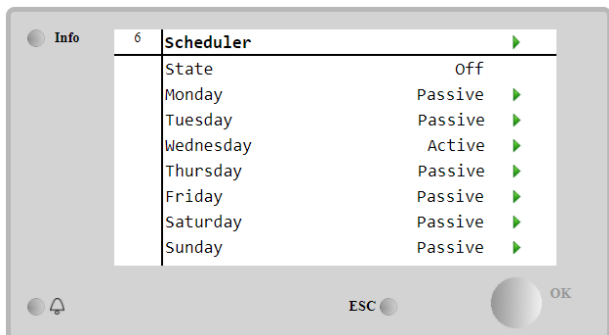 Info
6 Scheduler
State Off
Monday Passive
Tuesday Passive
Wednesday Active
Thursday Passive
Friday Passive
Saturday Passive
Sunday Passive
ESC OK